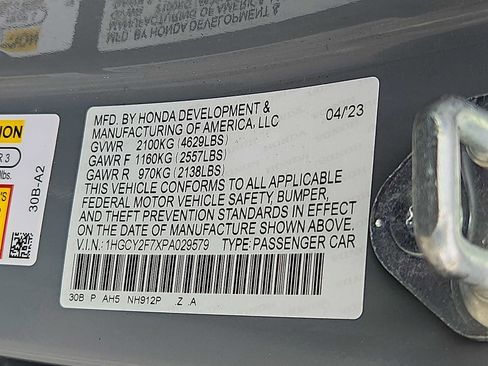 MFD. BY HONDA DEVELOPMENT &
MANUFACTURING OF AMERICA, LLC 04/'23
GVWR 2100KG (4629LBS)
GAWR F 1160KG (2557LBS)
GAWR R 970KG (2138LBS)
THIS VEHICLE CONFORMS TO ALL APPLICABLE
FEDERAL MOTOR VEHICLE SAFETY, BUMPER,
AND THEFT PREVENTION STANDARDS IN EFFECT
ON THE DATE OF MANUFACTURE SHOWN ABOVE.
V.I.N.: 1HGCY2F7XPA029579 TYPE: PASSENGER CAR
30B P AH5 NH912P .Z .A
30B-A2
R 3
lbs.